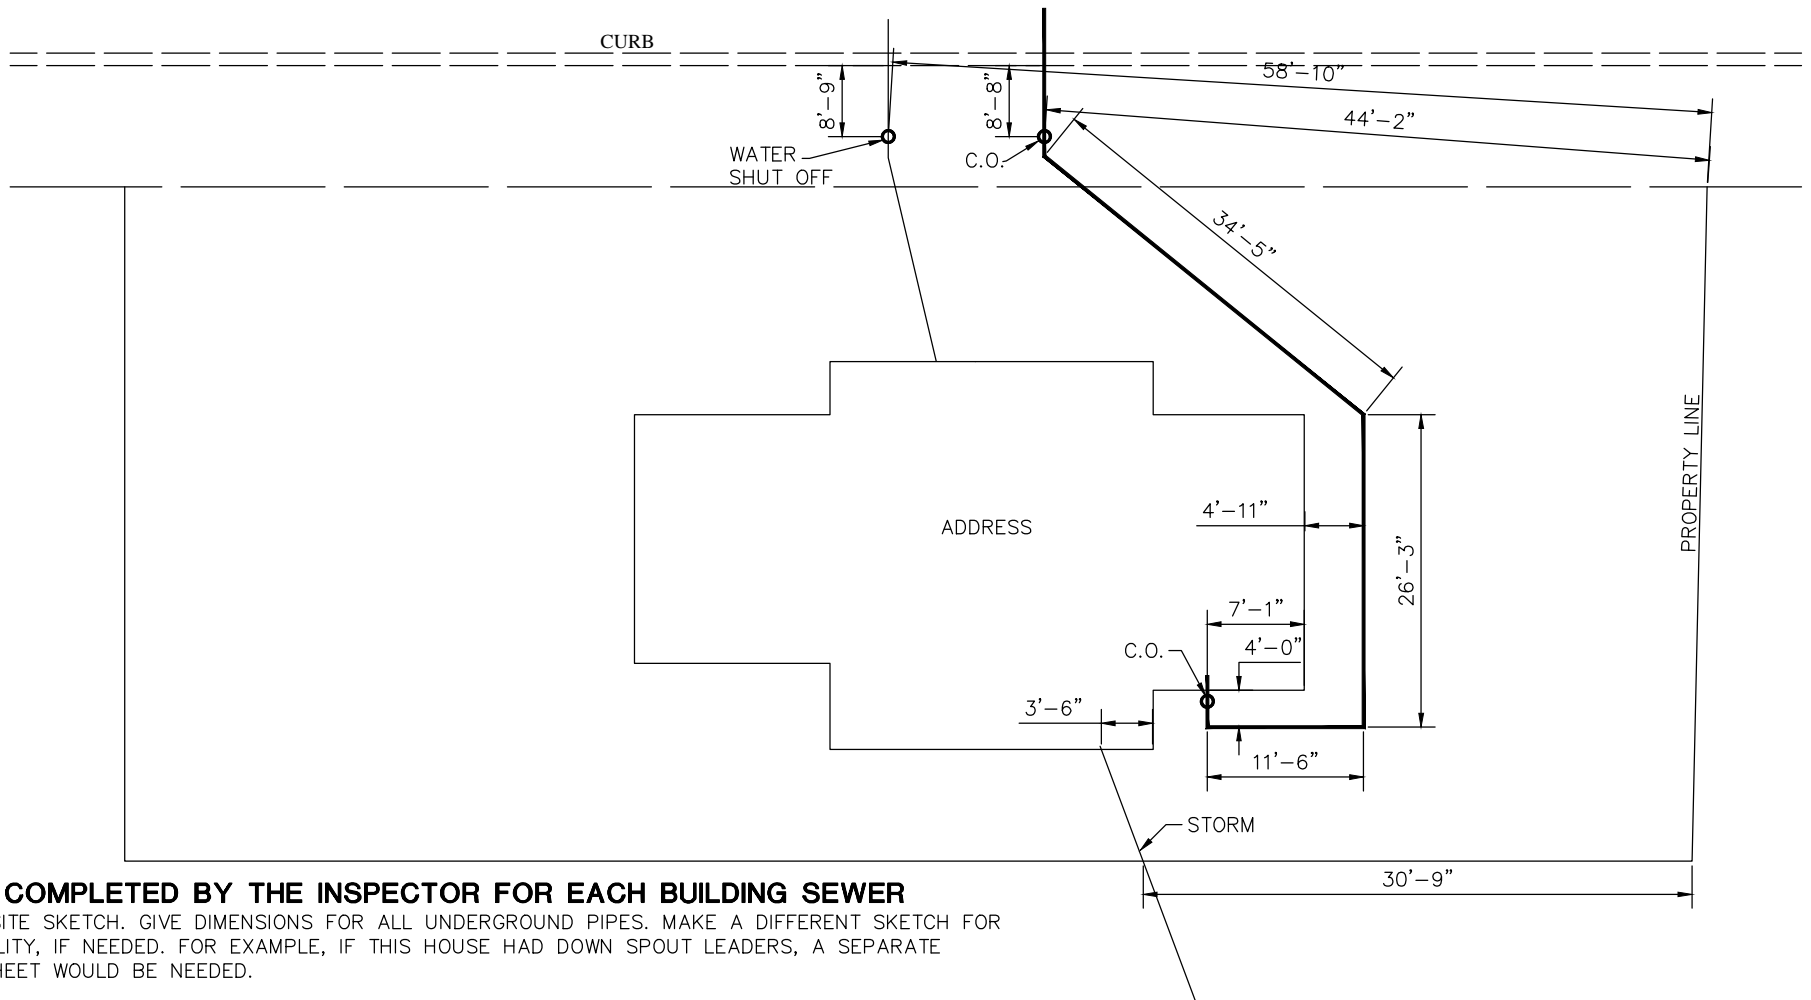 CURB
58'-10"
8'-9"
8'-8"
44'-2"
WATER
SHUT OFF
C.O.
34'-5"
PROPERTY LINE
4'-11"
ADDRESS
26'-3"
7'-1"
4'-0"
C.O.
3'-6"
11'-6"
STORM
30'-9"
COMPLETED BY THE INSPECTOR FOR EACH BUILDING SEWER
SKETCH. GIVE DIMENSIONS FOR ALL UNDERGROUND PIPES. MAKE A DIFFERENT SKETCH FOR
IF NEEDED. FOR EXAMPLE, IF THIS HOUSE HAD DOWN SPOUT LEADERS, A SEPARATE
WOULD BE NEEDED.